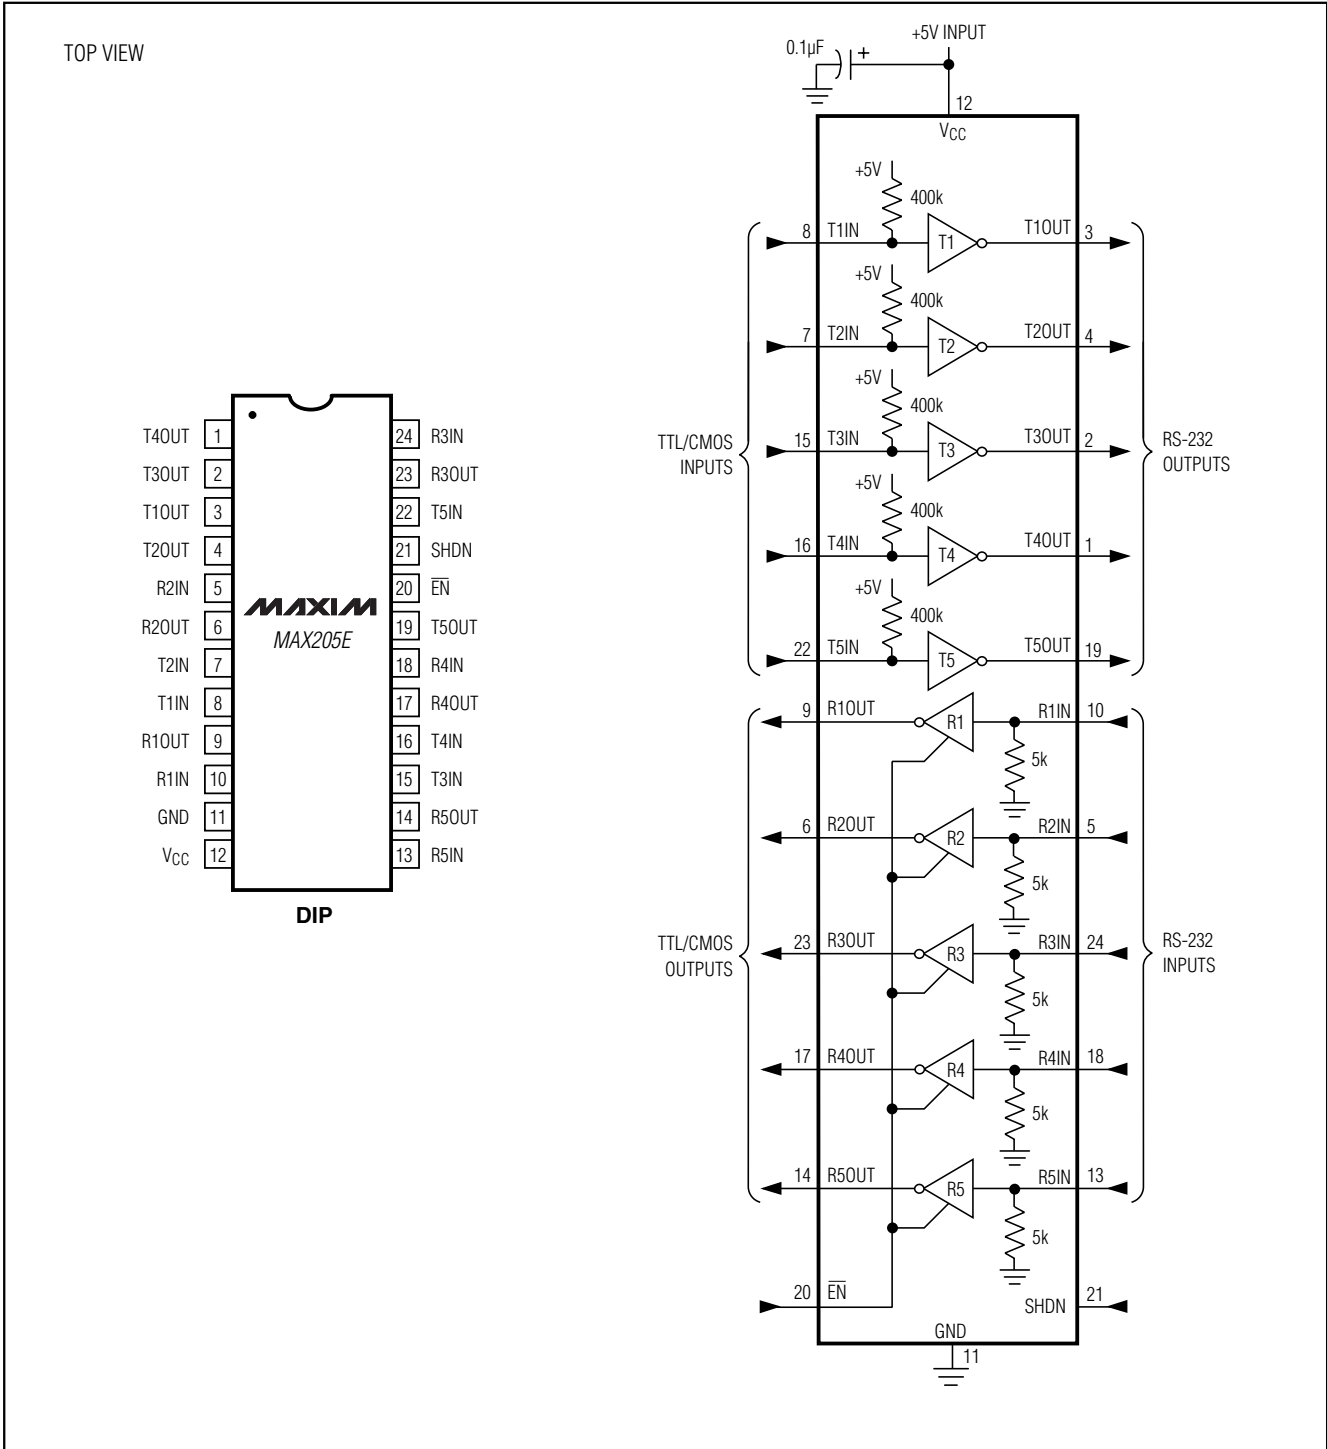 TOP VIEW
T4OUT 1
T3OUT 2
T1OUT 3
T2OUT 4
R2IN 5
R2OUT 6
T2IN 7
T1IN 8
R1OUT 9
R1IN 10
GND 11
VCC 12
24 R3IN
23 R3OUT
22 T5IN
21 SHDN
20 EN
19 T5OUT
18 R4IN
17 R4OUT
16 T4IN
15 T3IN
14 R5OUT
13 R5IN
MAXIM
MAX205E
DIP
+5V INPUT
0.1µF +
12
VCC
+5V
400k
8 T1IN T1 T1OUT 3
+5V
400k
7 T2IN T2 T2OUT 4
+5V
400k
15 T3IN T3 T3OUT 2
+5V
400k
16 T4IN T4 T4OUT 1
+5V
400k
22 T5IN T5 T5OUT 19
TTL/CMOS
INPUTS
RS-232
OUTPUTS
9 R1OUT R1 R1IN 10
5k
6 R2OUT R2 R2IN 5
5k
23 R3OUT R3 R3IN 24
5k
17 R4OUT R4 R4IN 18
5k
14 R5OUT R5 R5IN 13
5k
TTL/CMOS
OUTPUTS
RS-232
INPUTS
20 EN
SHDN 21
GND
11